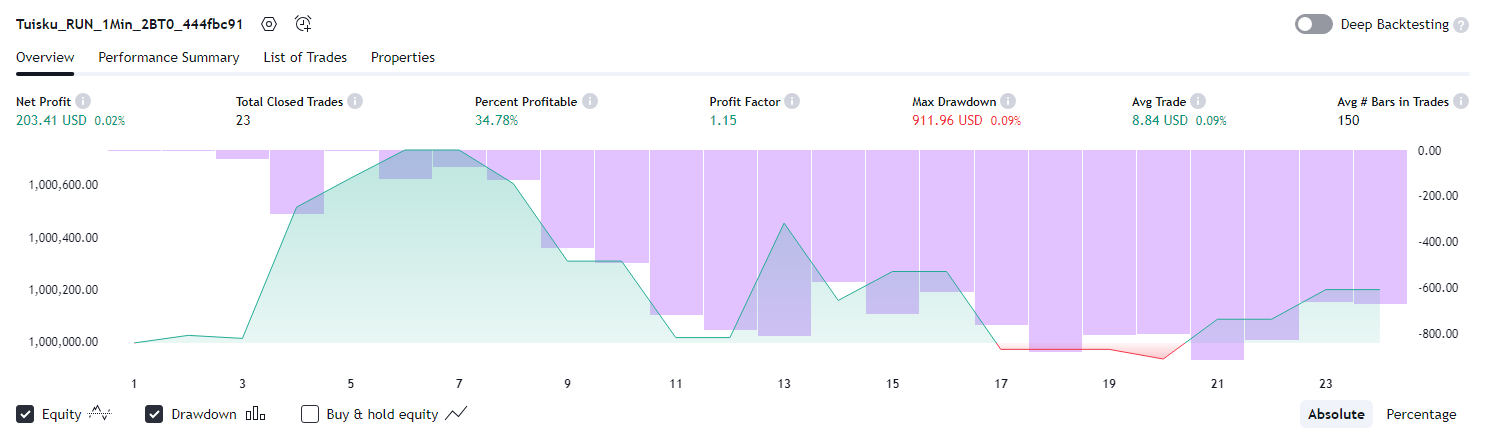 Tuisku_RUN_1Min_2BT0_444fbc91
Deep Backtesting ?
Overview Performance Summary List of Trades Properties
Net Profit Total Closed Trades Percent Profitable Profit Factor Max Drawdown Avg Trade Avg # Bars in Trades
203.41 USD 0.02% 23 34.78% 1.15 911.96 USD 0.09% 8.84 USD 0.09% 150
0.00
1,000,600.00 -200.00
1,000,400.00 -400.00
1,000,200.00 -600.00
1,000,000.00 -800.00
1 3 5 7 9 11 13 15 17 19 21 23
Equity Drawdown Buy & hold equity Absolute Percentage